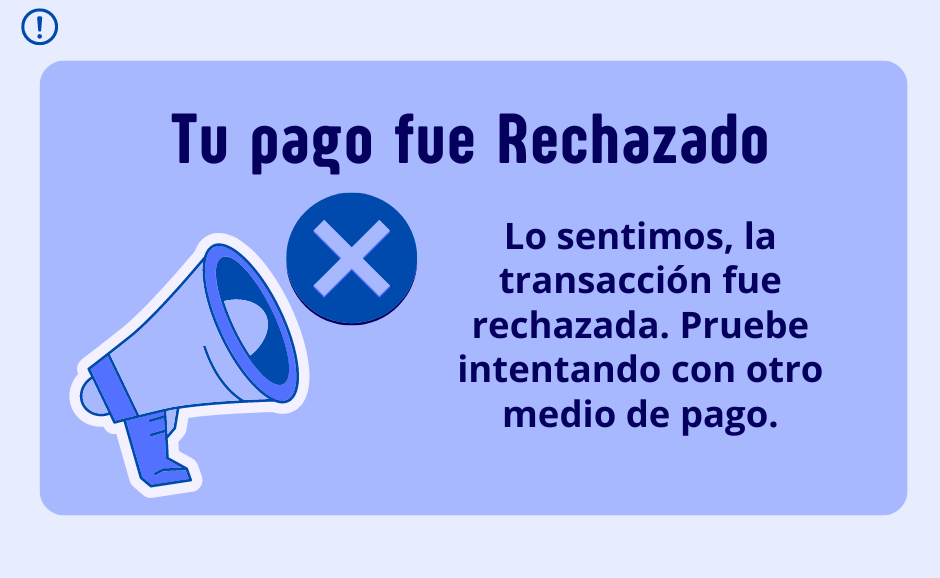 Tu pago fue Rechazado
Lo sentimos, la
transacción fue
rechazada. Pruebe
intentando con otro
medio de pago.